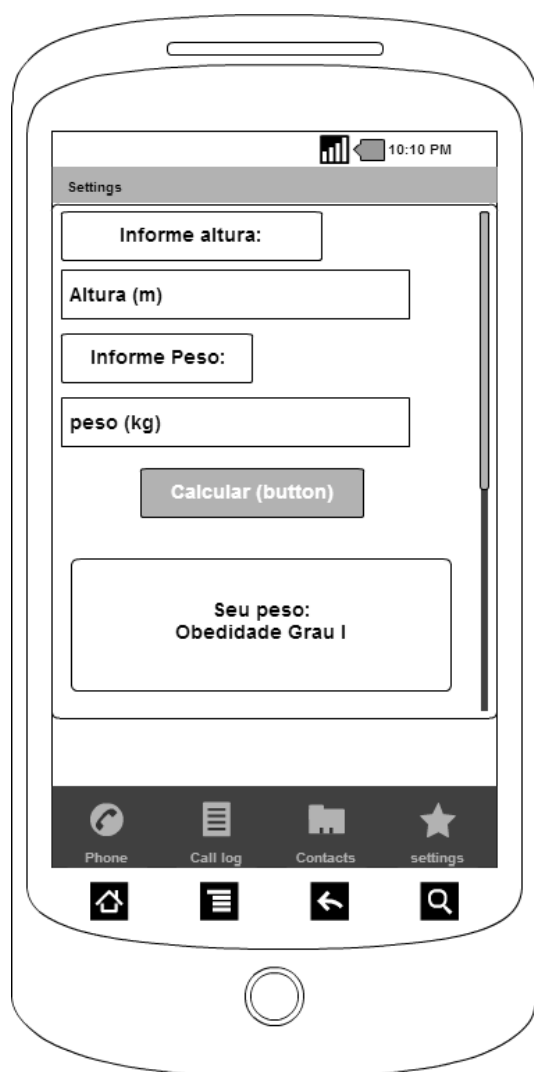 10:10 PM
Settings
Informe altura:
Altura (m)
Informe Peso:
peso (kg)
Calcular (button)
Seu peso:
Obedidade Grau I
Phone Call log Contacts settings